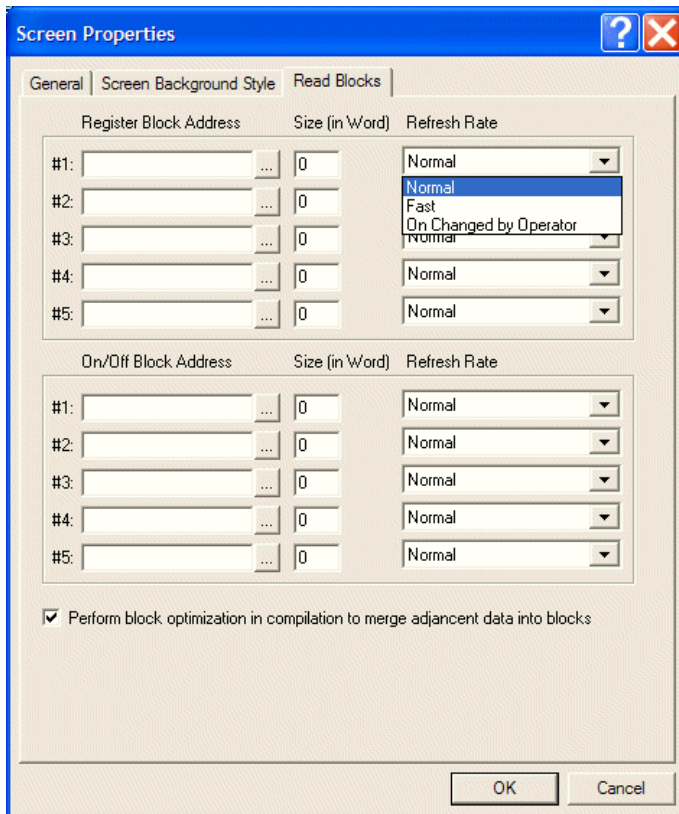 Screen Properties
General Screen Background Style Read Blocks
Register Block Address Size (in Word) Refresh Rate
#1: ... 0 Normal
Normal
#2: ... 0
Fast
On Changed by Operator
#3: ... 0 Normal
#4: ... 0 Normal
#5: ... 0 Normal
On/Off Block Address Size (in Word) Refresh Rate
#1: ... 0 Normal
#2: ... 0 Normal
#3: ... 0 Normal
#4: ... 0 Normal
#5: ... 0 Normal
Perform block optimization in compilation to merge adjancent data into blocks
OK Cancel